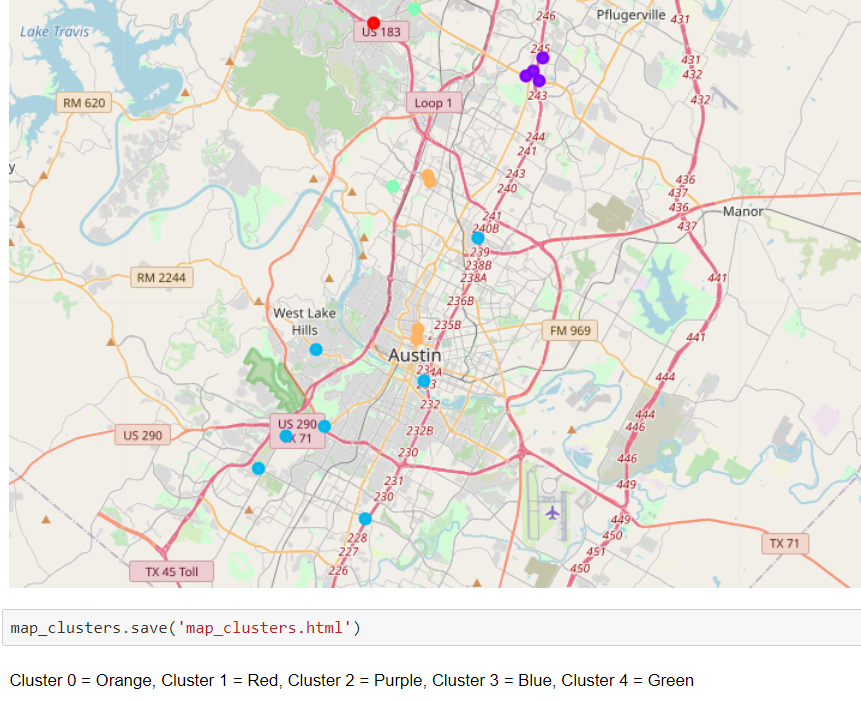 246
Pflugerville
431
Lake Travis
US 183
245
431
432
RM 620
Loop 1
243
432
244
241
y
243
436
240
437
436
Manor
241
437
240B
239
238B
RM 2244
238A
441
236B
West Lake
Hills
235B
FM 969
441
Austin
234A
444
232
US 290
444
US 290
TX 71
232B
446
230
446
231
449
230
449
228
450
TX 71
227
451
TX 45 Toll
226
450
map_clusters.save('map_clusters.html')
Cluster 0 = Orange, Cluster 1 = Red, Cluster 2 = Purple, Cluster 3 = Blue, Cluster 4 = Green